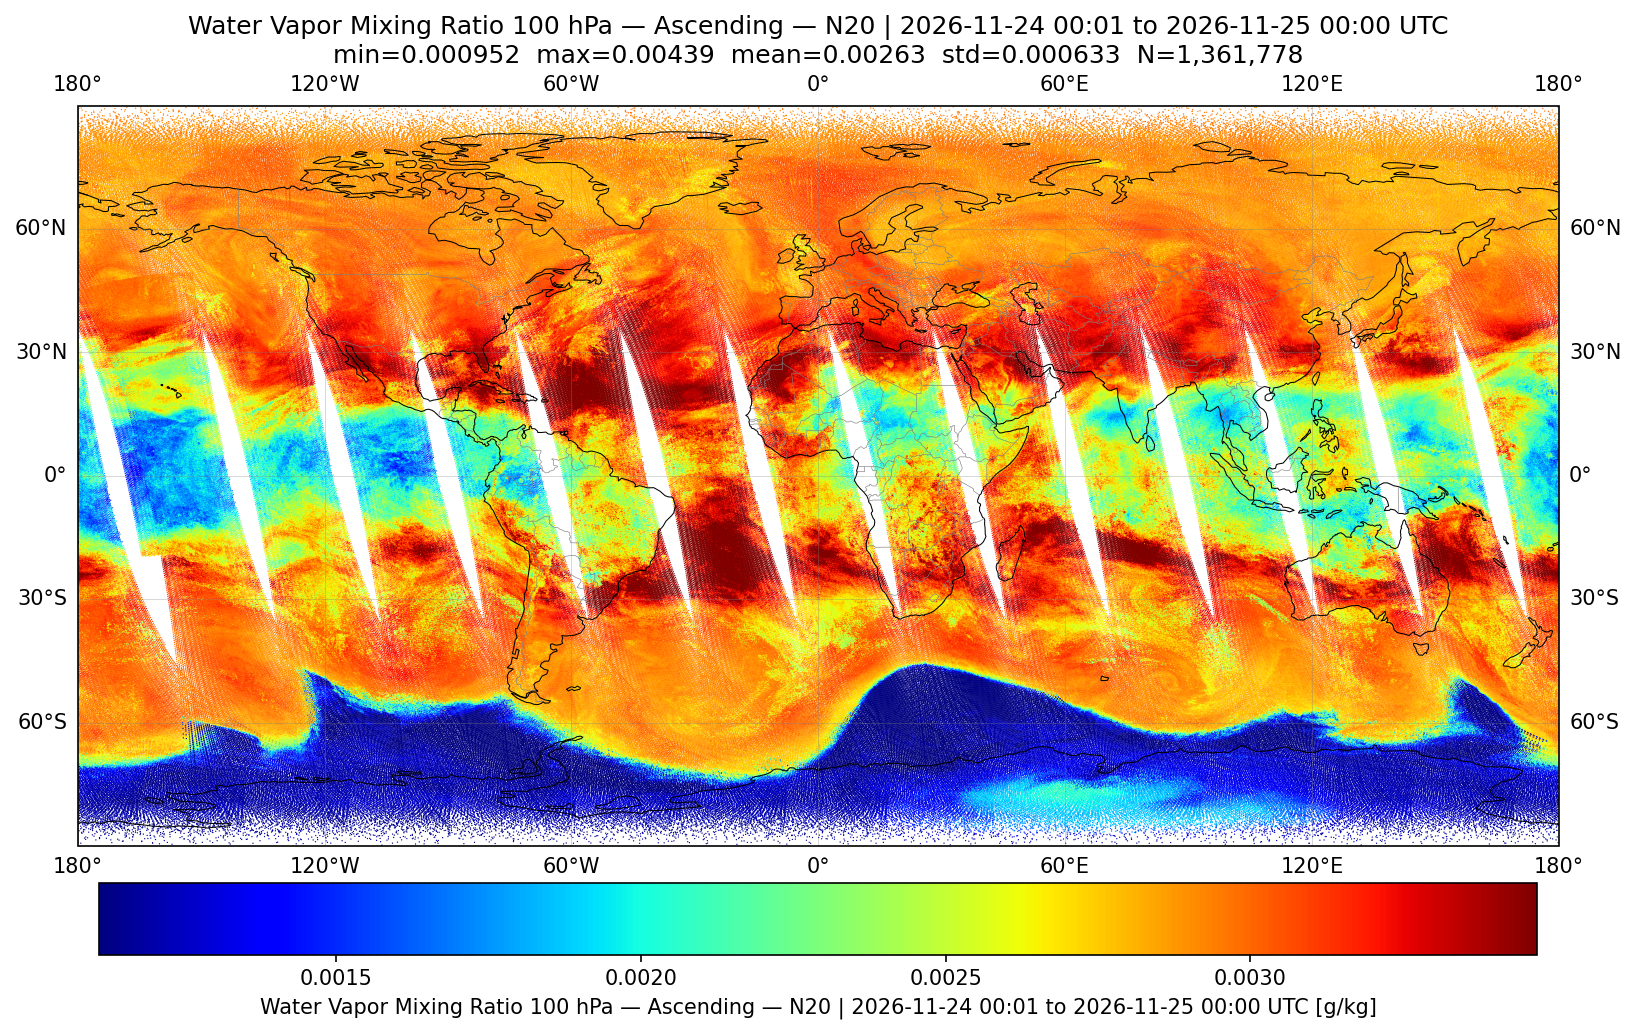 Water Vapor Mixing Ratio 100 hPa — Ascending — N20 | 2026-11-24 00:01 to 2026-11-25 00:00 UTC
min=0.000952 max=0.00439 mean=0.00263 std=0.000633 N=1,361,778
180° 120°W 60°W 0° 60°E 120°E 180°
60°N 60°N
30°N 30°N
0° 0°
30°S 30°S
60°S 60°S
180° 120°W 60°W 0° 60°E 120°E 180°
0.0015 0.0020 0.0025 0.0030
Water Vapor Mixing Ratio 100 hPa — Ascending — N20 | 2026-11-24 00:01 to 2026-11-25 00:00 UTC [g/kg]